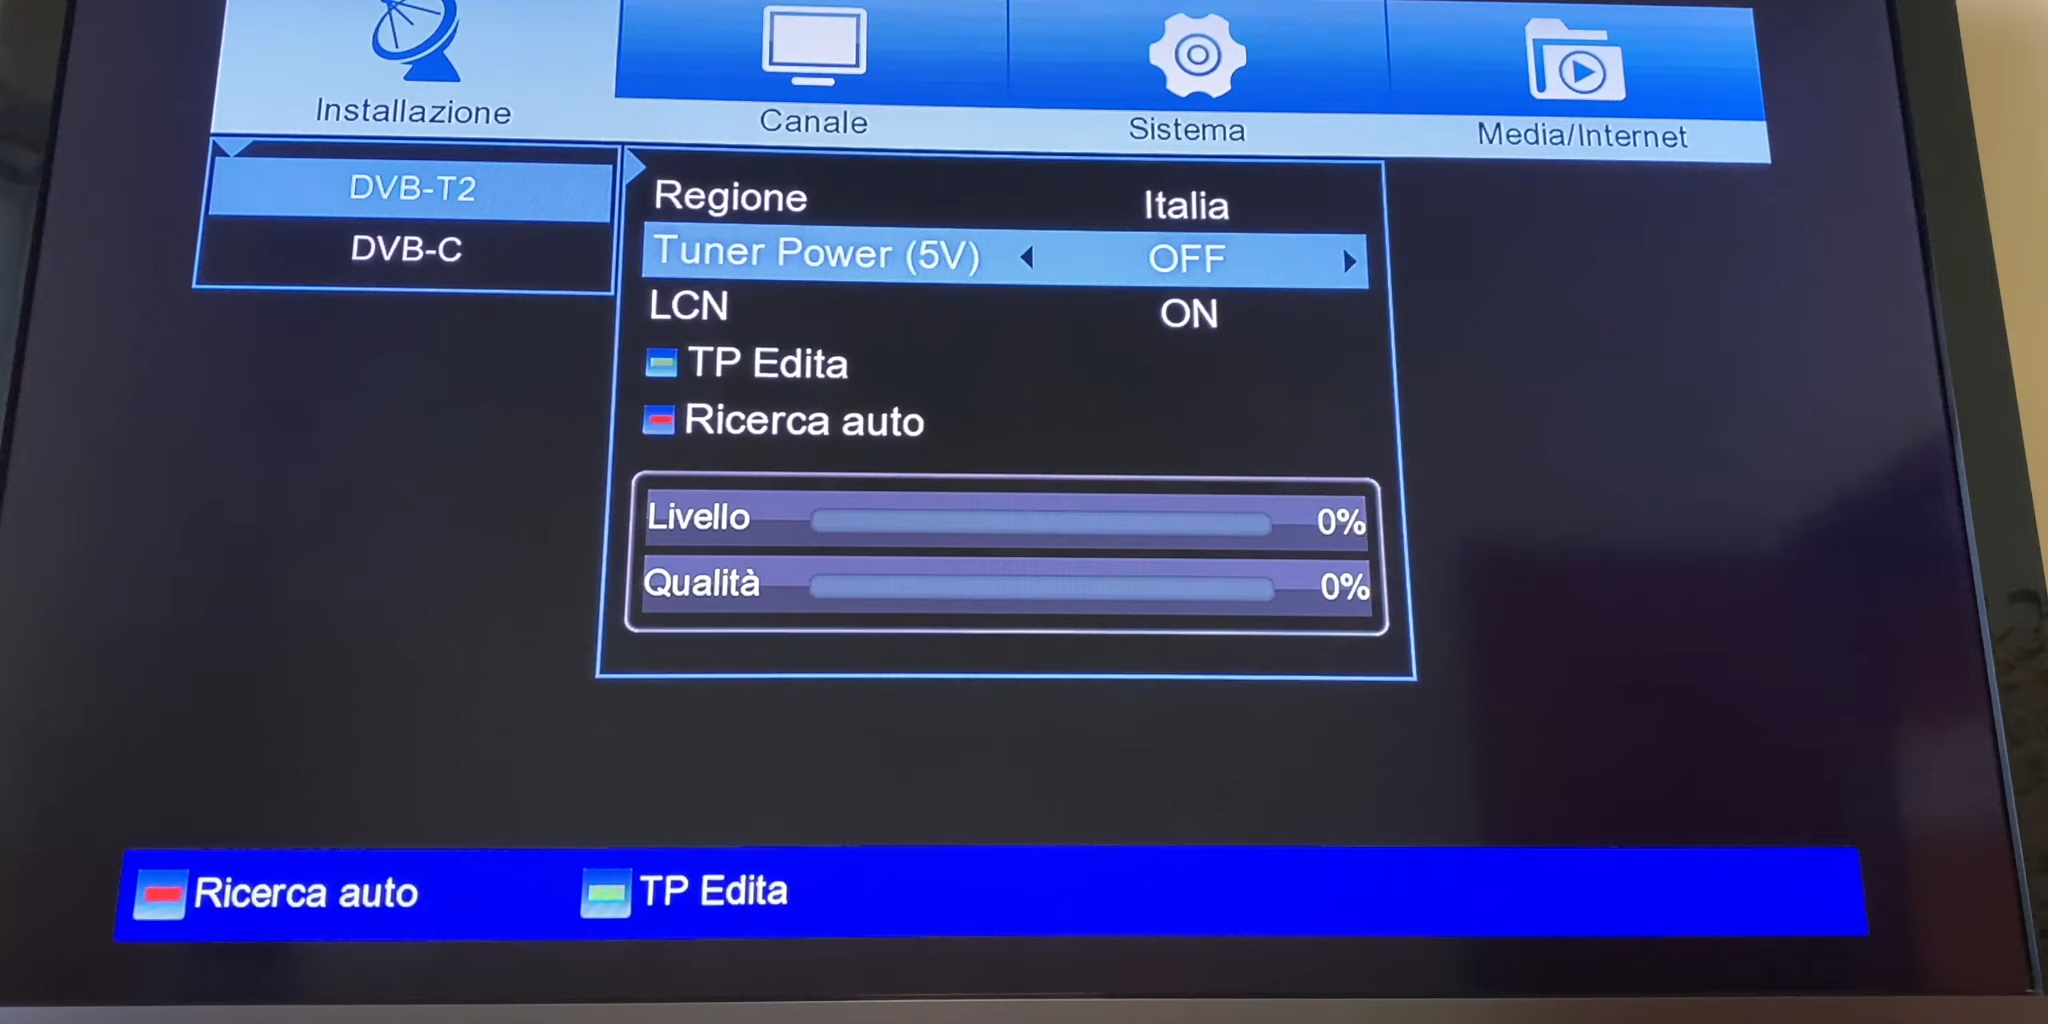 Installazione
Canale
Sistema
Media/Internet
DVB-T2
DVB-C
Regione Italia
Tuner Power (5V) OFF
LCN ON
TP Edita
Ricerca auto
Livello 0%
Qualità 0%
Ricerca auto
TP Edita